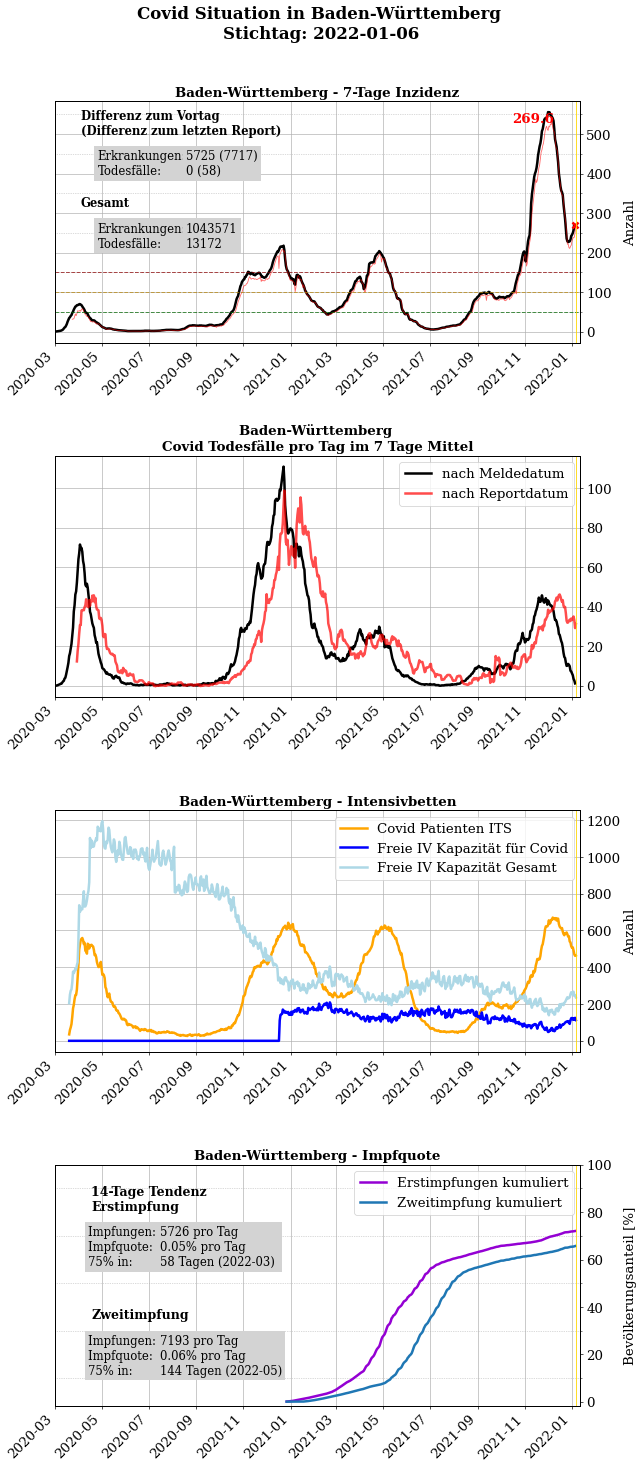 Covid Situation in Baden-Württemberg
Stichtag: 2022-01-06
Baden-Württemberg - 7-Tage Inzidenz
Differenz zum Vortag
(Differenz zum letzten Report)
Erkrankungen 5725 (7717)
Todesfälle: 0 (58)
Gesamt
Erkrankungen 1043571
Todesfälle: 13172
500
400
300
200
100
0
Anzahl
2020-03
2020-05
2020-07
2020-09
2020-11
2021-01
2021-03
2021-05
2021-07
2021-09
2021-11
2022-01
Baden-Württemberg
Covid Todesfälle pro Tag im 7 Tage Mittel
nach Meldedatum
nach Reportdatum
100
80
60
40
20
0
2020-03
2020-05
2020-07
2020-09
2020-11
2021-01
2021-03
2021-05
2021-07
2021-09
2021-11
2022-01
Baden-Württemberg - Intensivbetten
Covid Patienten ITS
Freie IV Kapazität für Covid
Freie IV Kapazität Gesamt
1200
1000
800
600
400
200
0
Anzahl
2020-03
2020-05
2020-07
2020-09
2020-11
2021-01
2021-03
2021-05
2021-07
2021-09
2021-11
2022-01
Baden-Württemberg - Impfquote
14-Tage Tendenz
Erstimpfung
Impfungen: 5726 pro Tag
Impfquote: 0.05% pro Tag
75% in: 58 Tagen (2022-03)
Zweitimpfung
Impfungen: 7193 pro Tag
Impfquote: 0.06% pro Tag
75% in: 144 Tagen (2022-05)
Erstimpfungen kumuliert
Zweitimpfung kumuliert
100
80
60
40
20
0
Bevölkerungsanteil [%]
2020-03
2020-05
2020-07
2020-09
2020-11
2021-01
2021-03
2021-05
2021-07
2021-09
2021-11
2022-01